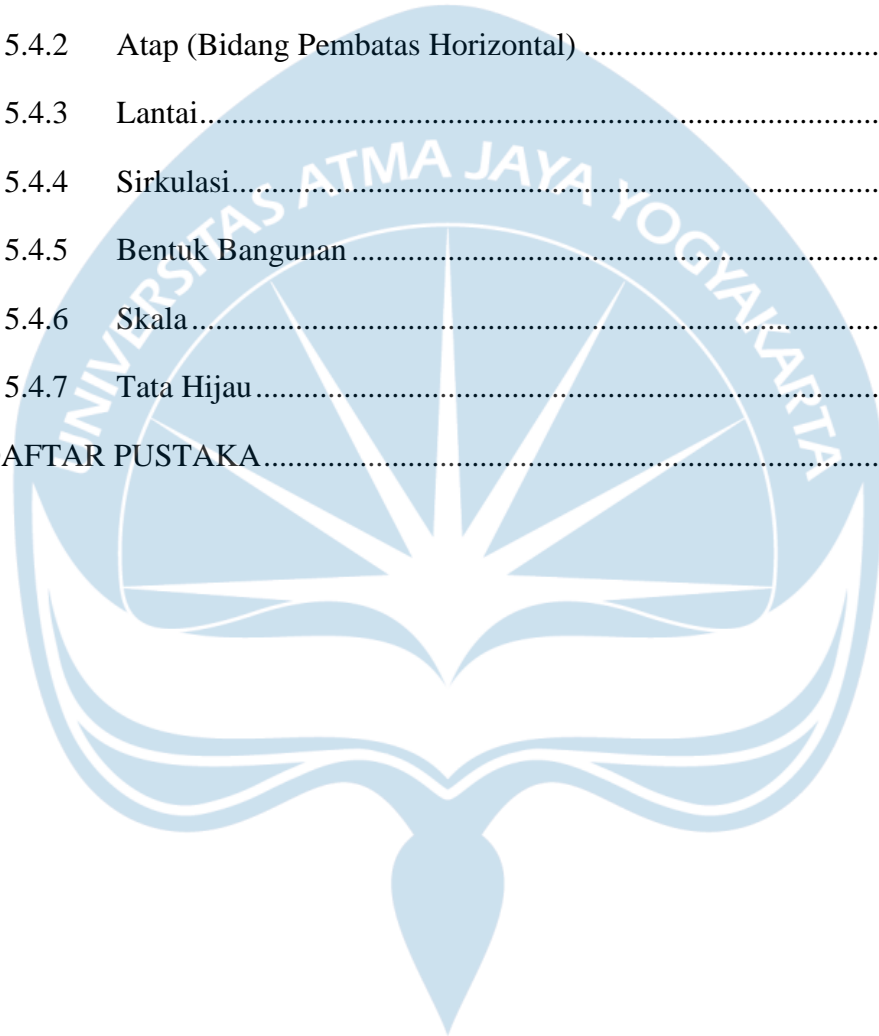 5.4.2 Atap (Bidang Pembatas Horizontal) ....................................
5.4.3 Lantai....................................................................................
5.4.4 Sirkulasi................................................................................
5.4.5 Bentuk Bangunan .................................................................
5.4.6 Skala .....................................................................................
5.4.7 Tata Hijau .............................................................................
AFTAR PUSTAKA.............................................................................
UNIVERSITAS ATMA JAYA YOGYAKARTA